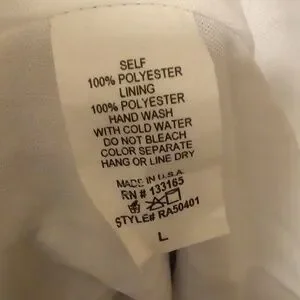 SELF
100% POLYESTER
LINING
100% POLYESTER
HAND WASH
WITH COLD WATER
DO NOT BLEACH
COLOR SEPARATE
HANG OR LINE DRY
MADE IN U.S.A.
RN # 133165
STYLE# RA50401
L